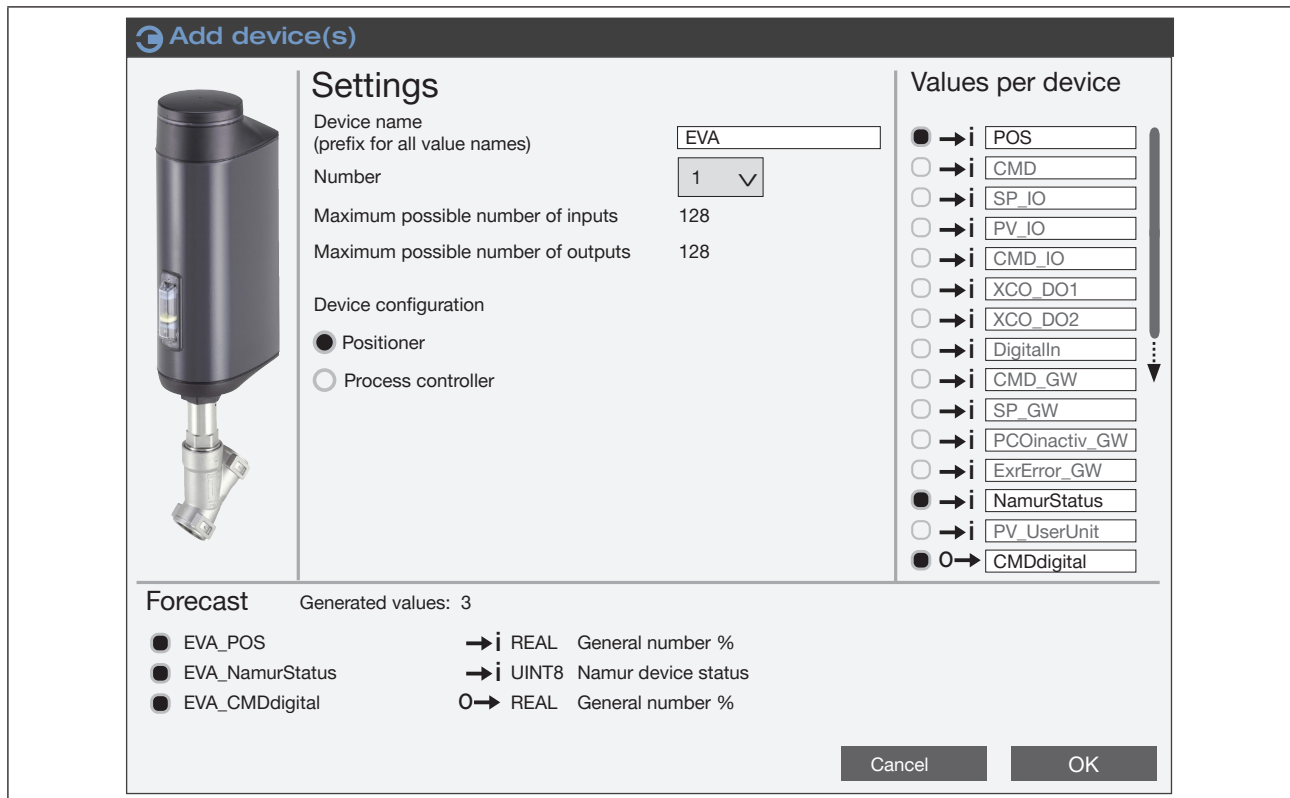 Add device(s)
Settings
Device name
(prefix for all value names)
EVA
Number
1
Maximum possible number of inputs
128
Maximum possible number of outputs
128
Device configuration
Positioner
Process controller
Values per device
i POS
i CMD
i SP_IO
i PV_IO
i CMD_IO
i XCO_DO1
i XCO_DO2
i DigitalIn
i CMD_GW
i SP_GW
i PCOinactiv_GW
i ExrError_GW
i NamurStatus
i PV_UserUnit
O CMDdigital
Forecast Generated values: 3
EVA_POS i REAL General number %
EVA_NamurStatus i UINT8 Namur device status
EVA_CMDdigital O REAL General number %
Cancel
OK